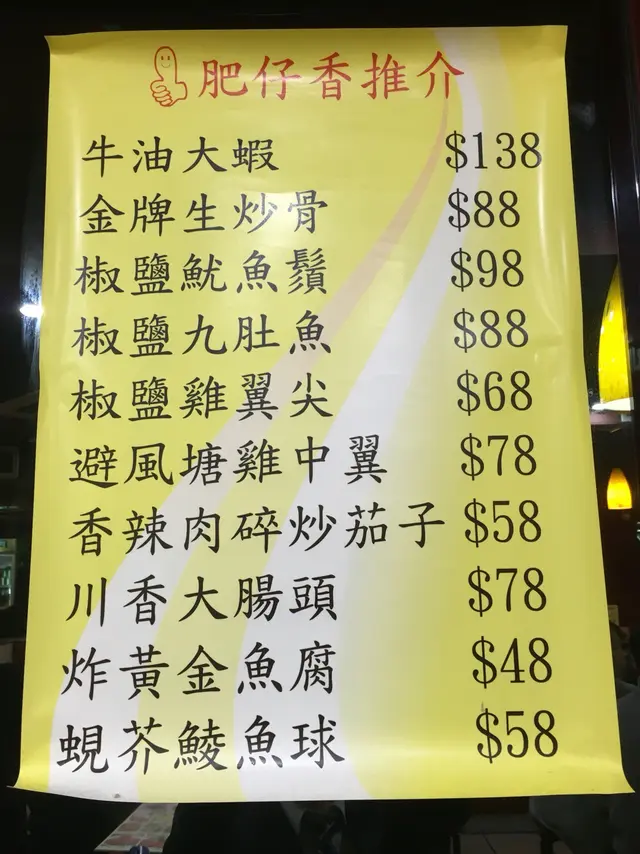 肥仔香推介
牛油大蝦 $138
金牌生炒骨 $88
椒鹽魷魚鬚 $98
椒鹽九肚魚 $88
椒鹽雞翼尖 $68
避風塘雞中翼 $78
香辣肉碎炒茄子 $58
川香大腸頭 $78
炸黃金魚腐 $48
蜆芥鯪魚球 $58